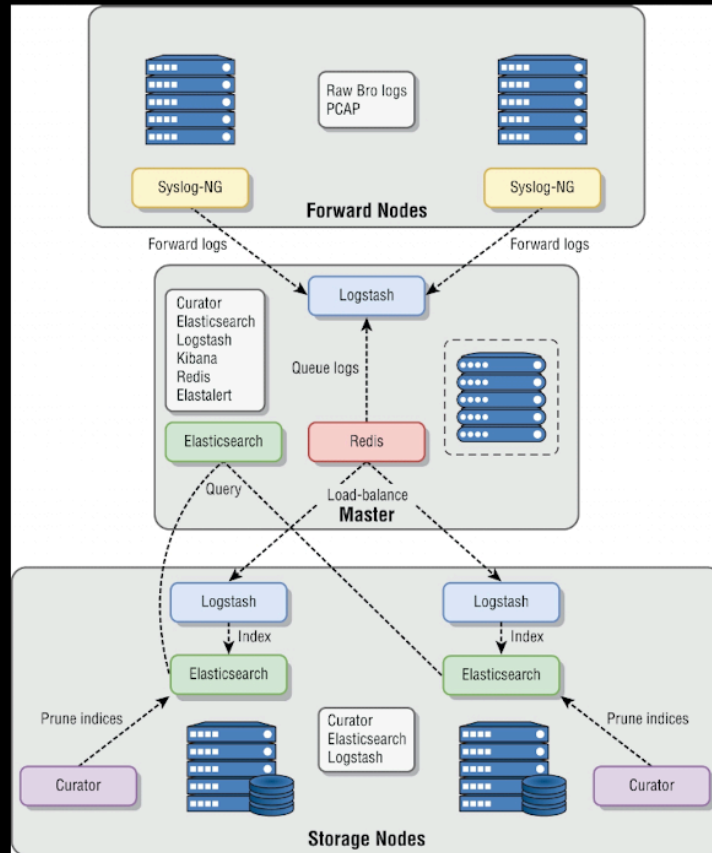 Raw Bro logs
PCAP
Syslog-NG
Syslog-NG
Forward Nodes
Forward logs
Forward logs
Logstash
Curator
Elasticsearch
Logstash
Kibana
Redis
Elastalert
Queue logs
Elasticsearch
Redis
Query
Load-balance
Master
Logstash
Logstash
Index
Index
Elasticsearch
Elasticsearch
Prune indices
Curator
Elasticsearch
Logstash
Prune indices
Curator
Curator
Storage Nodes